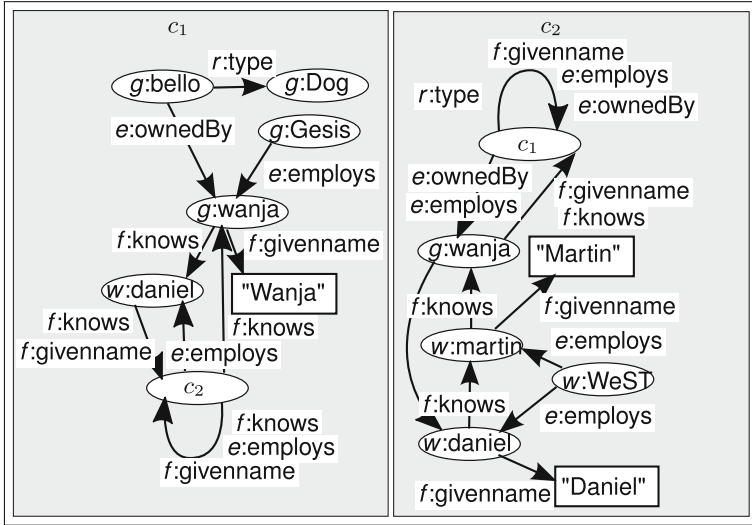 c1
r:type
g:bello
g:Dog
e:ownedBy
g:Gesis
e:employs
g:wanja
f:knows
f:givenname
w:daniel
"Wanja"
f:knows
f:knows
f:givenname
e:employs
c2
f:knows
e:employs
f:givenname
c2
f:givenname
e:employs
r:type
e:ownedBy
c1
e:ownedBy
e:employs
f:givenname
f:knows
g:wanja
"Martin"
f:knows
f:givenname
w:martin
e:employs
w:WeST
f:knows
e:employs
w:daniel
f:givenname
"Daniel"